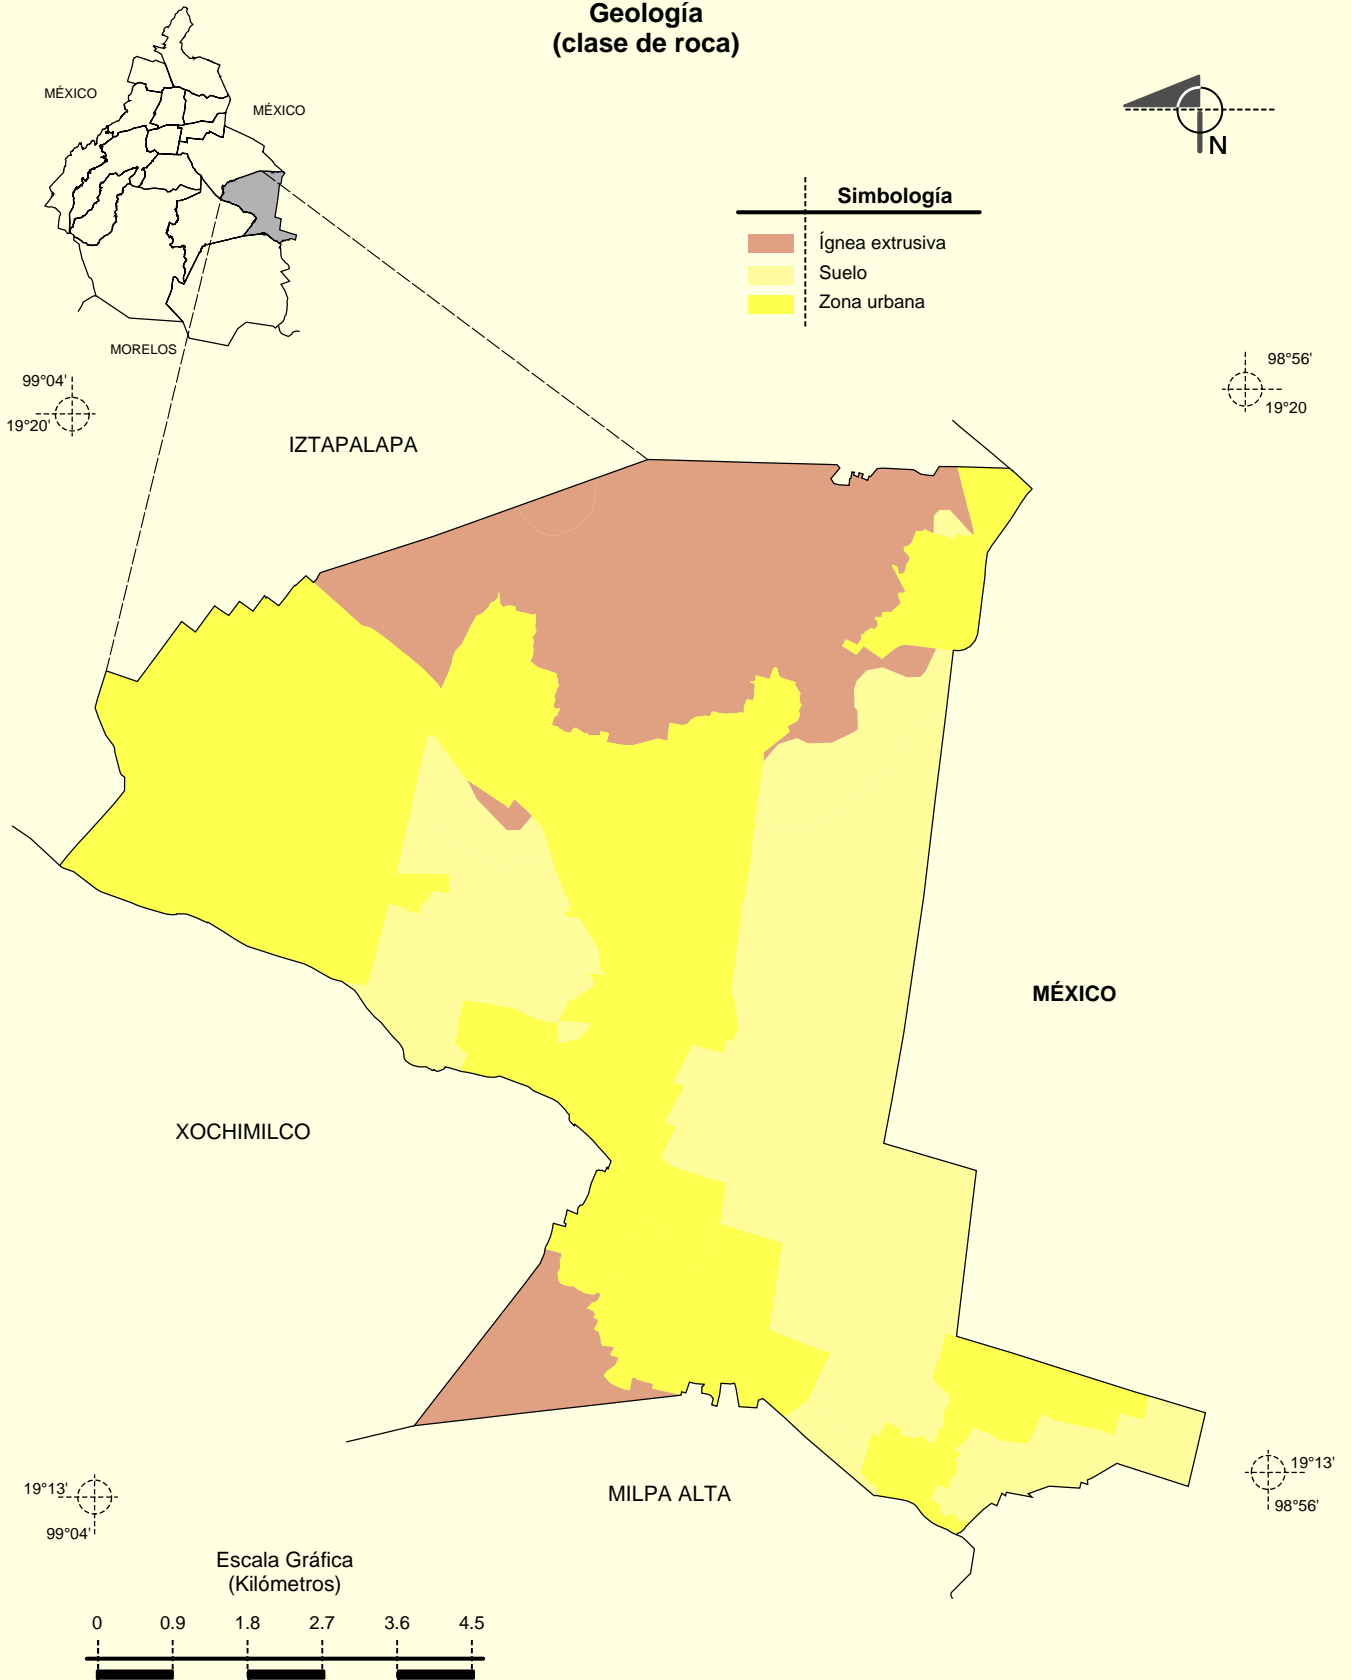 Geología
(clase de roca)
MÉXICO
MÉXICO
N
Simbología
Ígnea extrusiva
Suelo
Zona urbana
MORELOS
99°04'
19°20'
98°56'
19°20
IZTAPALAPA
MÉXICO
XOCHIMILCO
MILPA ALTA
19°13'
99°04'
19°13'
98°56'
Escala Gráfica
(Kilómetros)
0 0.9 1.8 2.7 3.6 4.5